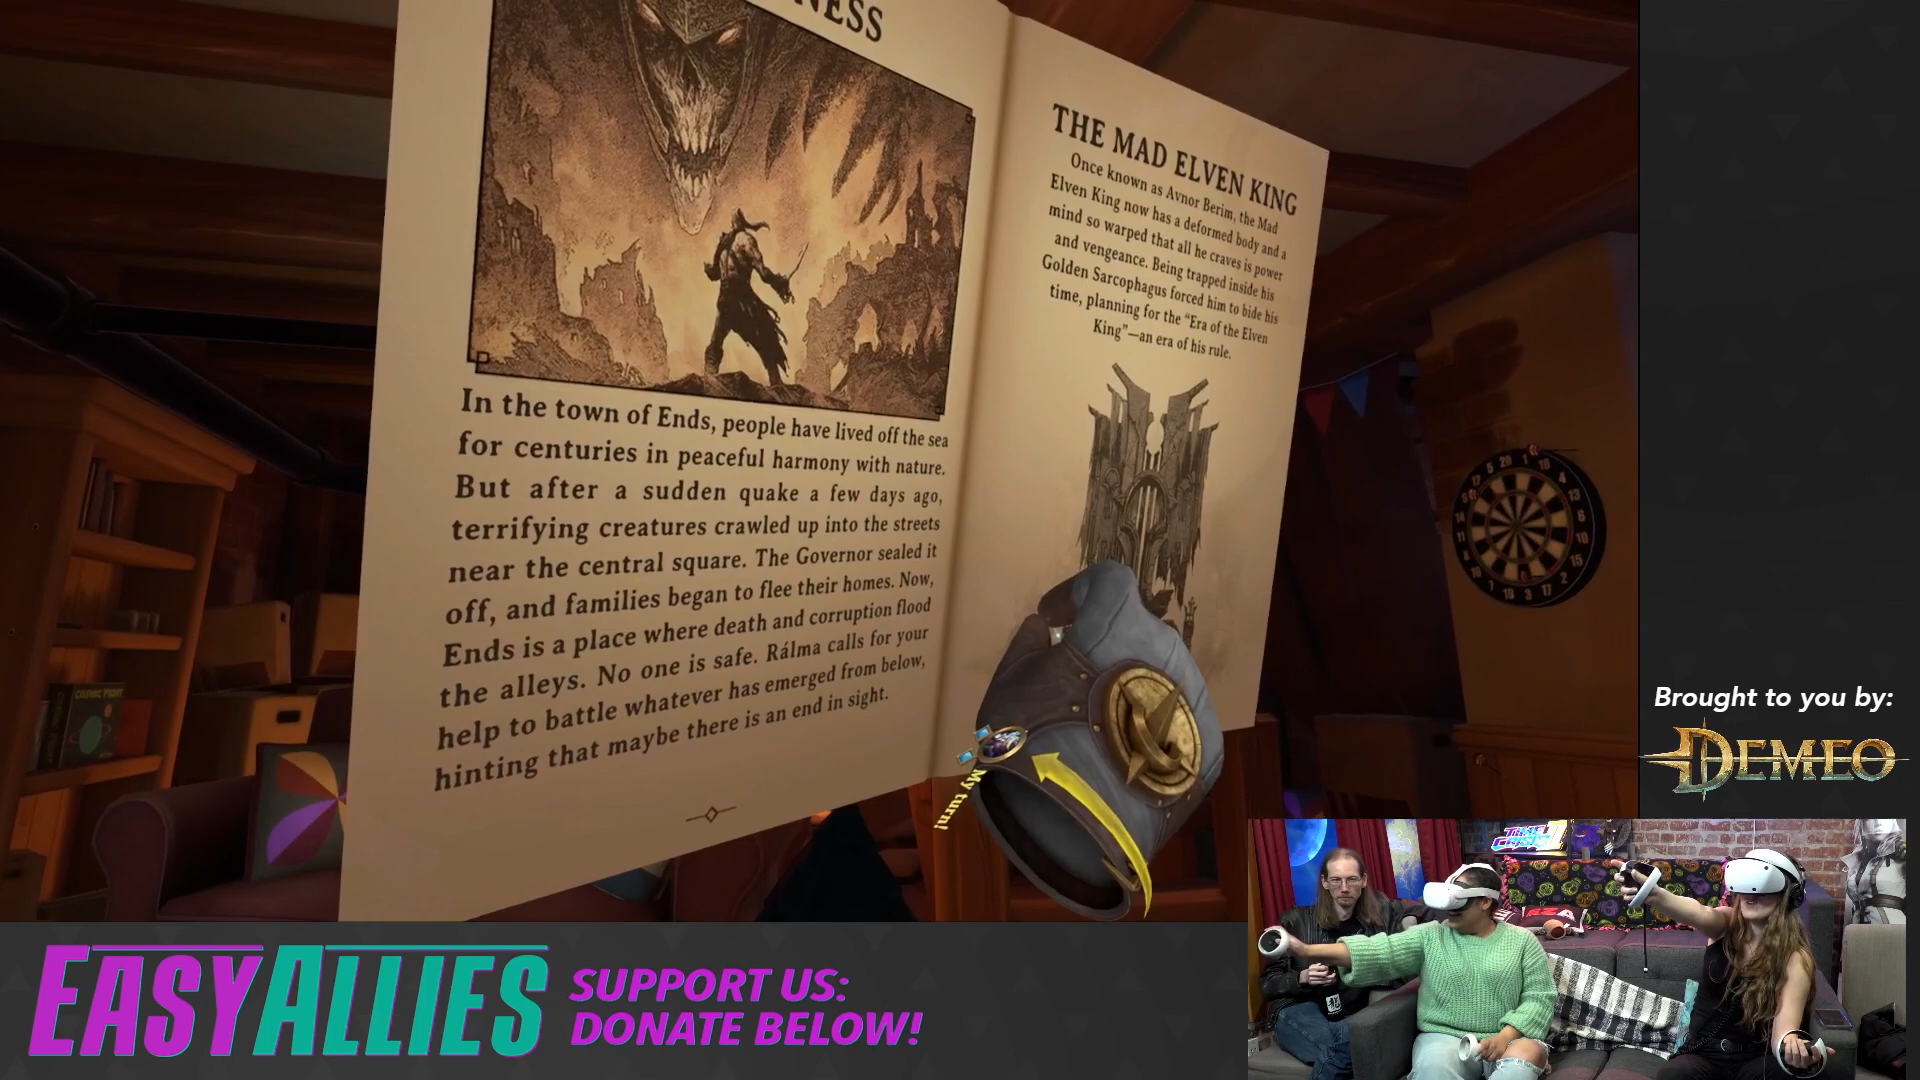 THE MAD ELVEN KING
Once known as Avnor Berim, the Mad
Elven King now has a deformed body and a
mind so warped that all he craves is power
and vengeance. Being trapped inside his
Golden Sarcophagus forced him to bide his
time, planning for the "Era of the Elven
King"—an era of his rule.
In the town of Ends, people have lived off the sea
for centuries in peaceful harmony with nature.
But after a sudden quake a few days ago,
terrifying creatures crawled up into the streets
near the central square. The Governor sealed it
off, and families began to flee their homes. Now,
Ends is a place where death and corruption flood
the alleys. No one is safe. Rálma calls for your
help to battle whatever has emerged from below,
hinting that maybe there is an end in sight.
My turn!
COSMIC FIGHT
Brought to you by:
DEMEO
TIME
CRISIS
EASYALLIES
SUPPORT US:
DONATE BELOW!